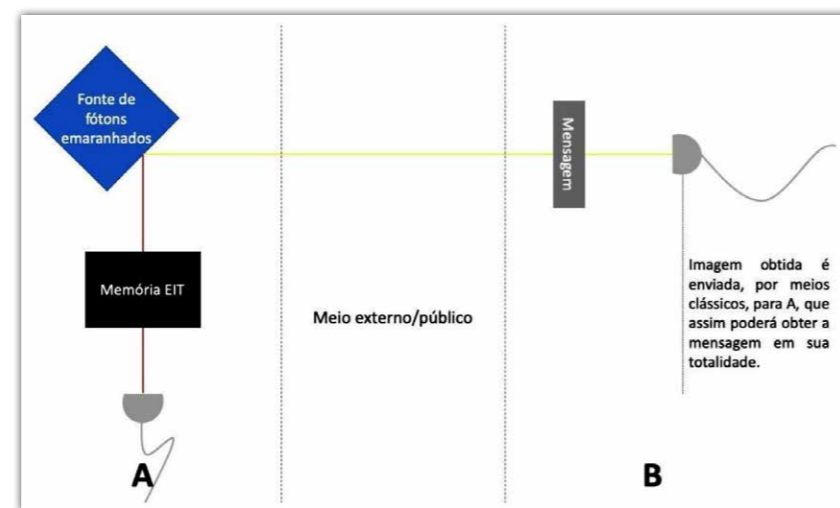 Fonte de
fótons
emaranhados
Mensagem
Memória EIT
Meio externo/público
Imagem obtida é
enviada, por meios
clássicos, para A, que
assim poderá obter a
mensagem em sua
totalidade.
A
B